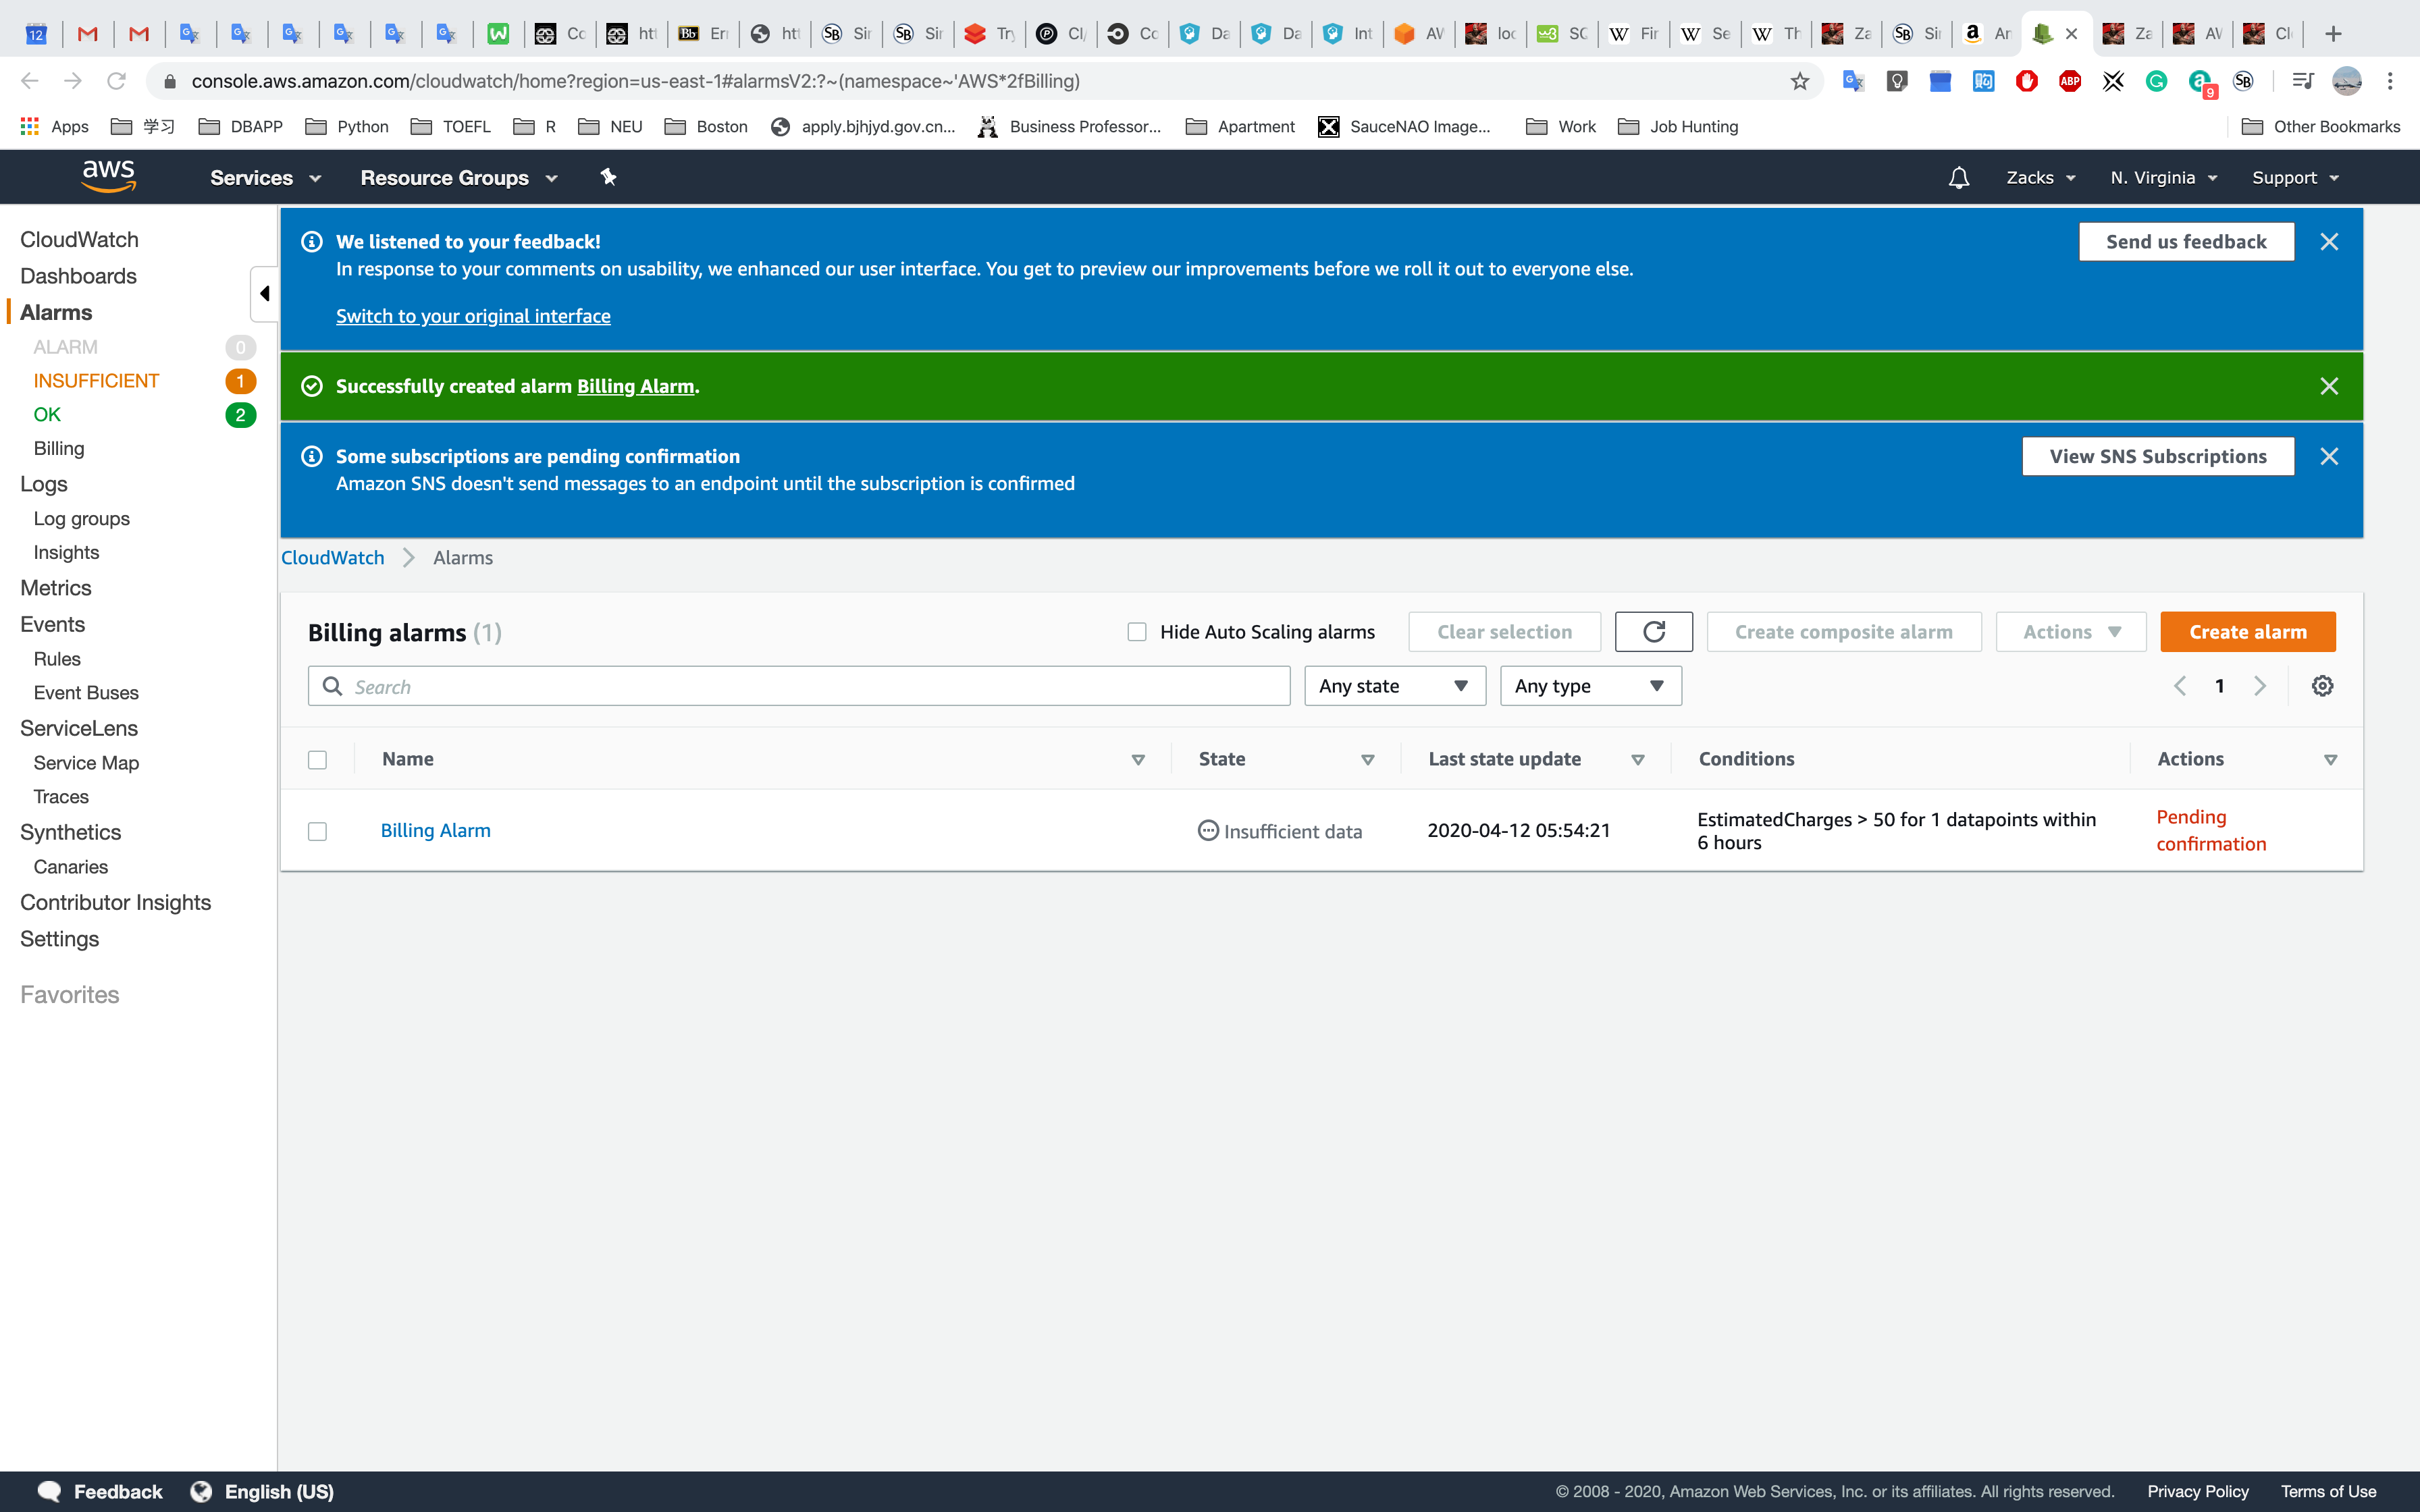 12
Co
htt
Bb
Err
htt
Sir
Sir
Try
CI/
Co
Da
Da
Int
AV
loc
SQ
Fir
Se
Th
Za
Sir
An
Za
AV
Cl
console.aws.amazon.com/cloudwatch/home?region=us-east-1#alarmsV2:?~(namespace~'AWS*2fBilling)
ABP
9
Apps
学习
DBAPP
Python
TOEFL
R
NEU
Boston
apply.bjhjyd.gov.cn...
Business Professor...
Apartment
SauceNAO Image...
Work
Job Hunting
Other Bookmarks
aws
Services
Resource Groups
Zacks
N. Virginia
Support
CloudWatch
Dashboards
Alarms
ALARM 0
INSUFFICIENT 1
OK 2
Billing
Logs
Log groups
Insights
Metrics
Events
Rules
Event Buses
ServiceLens
Service Map
Traces
Synthetics
Canaries
Contributor Insights
Settings
Favorites
We listened to your feedback!
In response to your comments on usability, we enhanced our user interface. You get to preview our improvements before we roll it out to everyone else.
Switch to your original interface
Send us feedback
Successfully created alarm Billing Alarm.
Some subscriptions are pending confirmation
Amazon SNS doesn't send messages to an endpoint until the subscription is confirmed
View SNS Subscriptions
CloudWatch
Alarms
Billing alarms (1)
Hide Auto Scaling alarms
Clear selection
Create composite alarm
Actions
Create alarm
Search
Any state
Any type
1
Name
State
Last state update
Conditions
Actions
Billing Alarm
Insufficient data
2020-04-12 05:54:21
EstimatedCharges > 50 for 1 datapoints within
6 hours
Pending
confirmation
Feedback
English (US)
© 2008 - 2020, Amazon Web Services, Inc. or its affiliates. All rights reserved.
Privacy Policy
Terms of Use